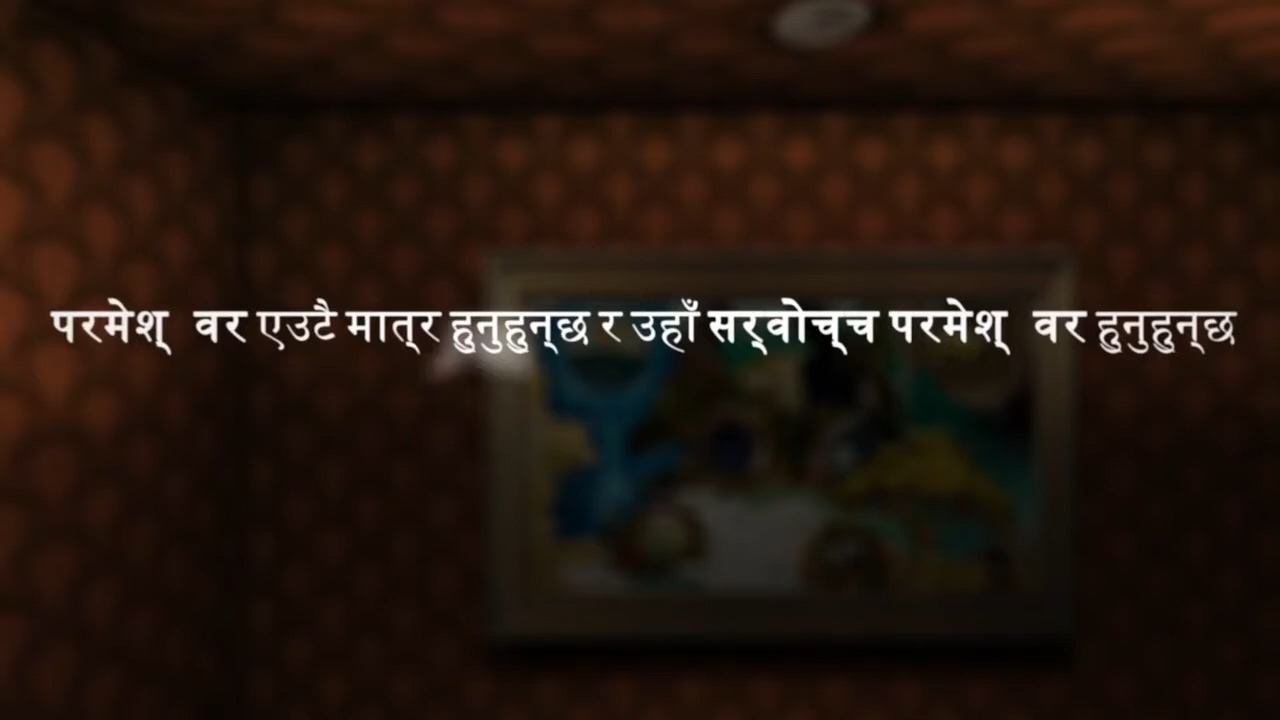 परमेश् वर एउटै मात्र हुनुहुन्छ र उहाँ सर्वोच्च परमेश् वर हुनुहुन्छ